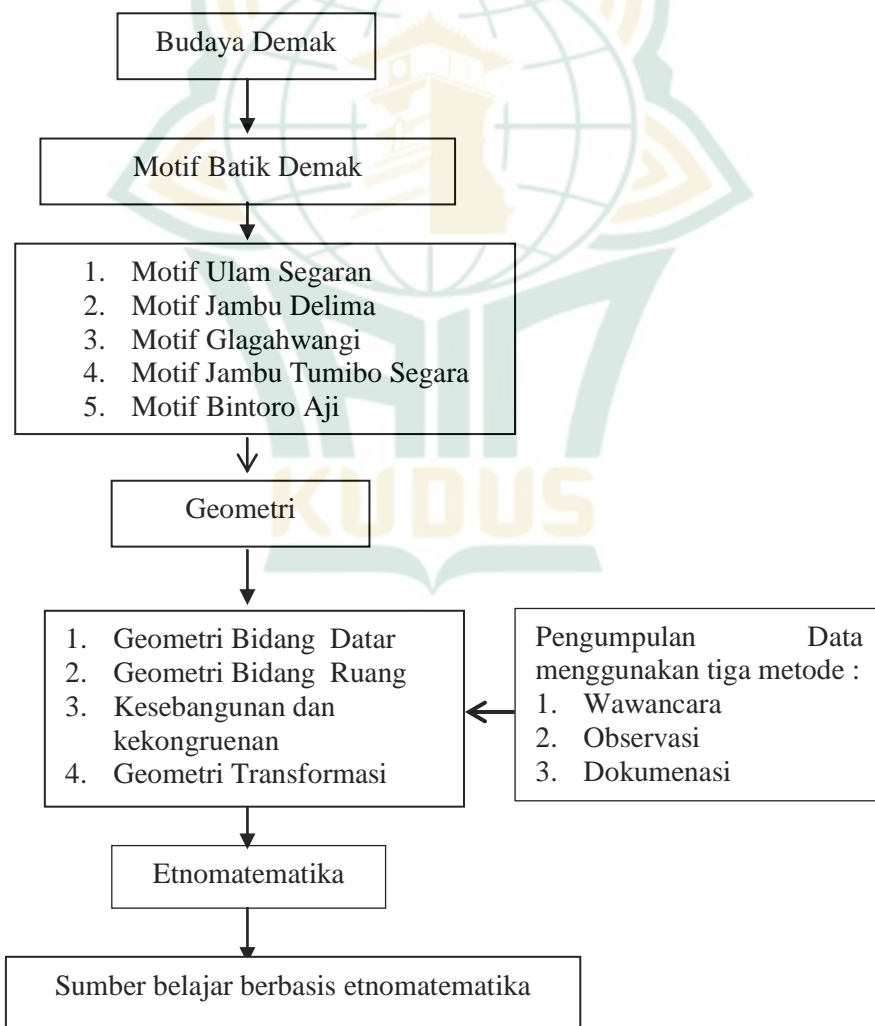 Budaya Demak
Motif Batik Demak
1. Motif Ulam Segaran
2. Motif Jambu Delima
3. Motif Glagahwangi
4. Motif Jambu Tumibo Segara
5. Motif Bintoro Aji
KUDUS
Geometri
1. Geometri Bidang Datar
2. Geometri Bidang Ruang
3. Kesebangunan dan
kekongruenan
4. Geometri Transformasi
Pengumpulan Data
menggunakan tiga metode :
1. Wawancara
2. Observasi
3. Dokumenasi
Etnomatematika
Sumber belajar berbasis etnomatematika